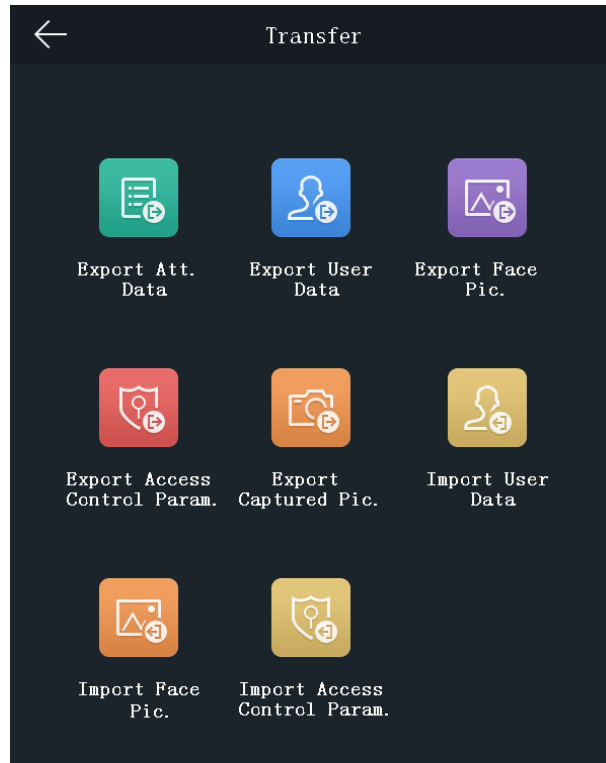 Transfer
Export Att.
Data
Export User
Data
Export Face
Pic.
Export Access
Control Param.
Export
Captured Pic.
Import User
Data
Import Face
Pic.
Import Access
Control Param.